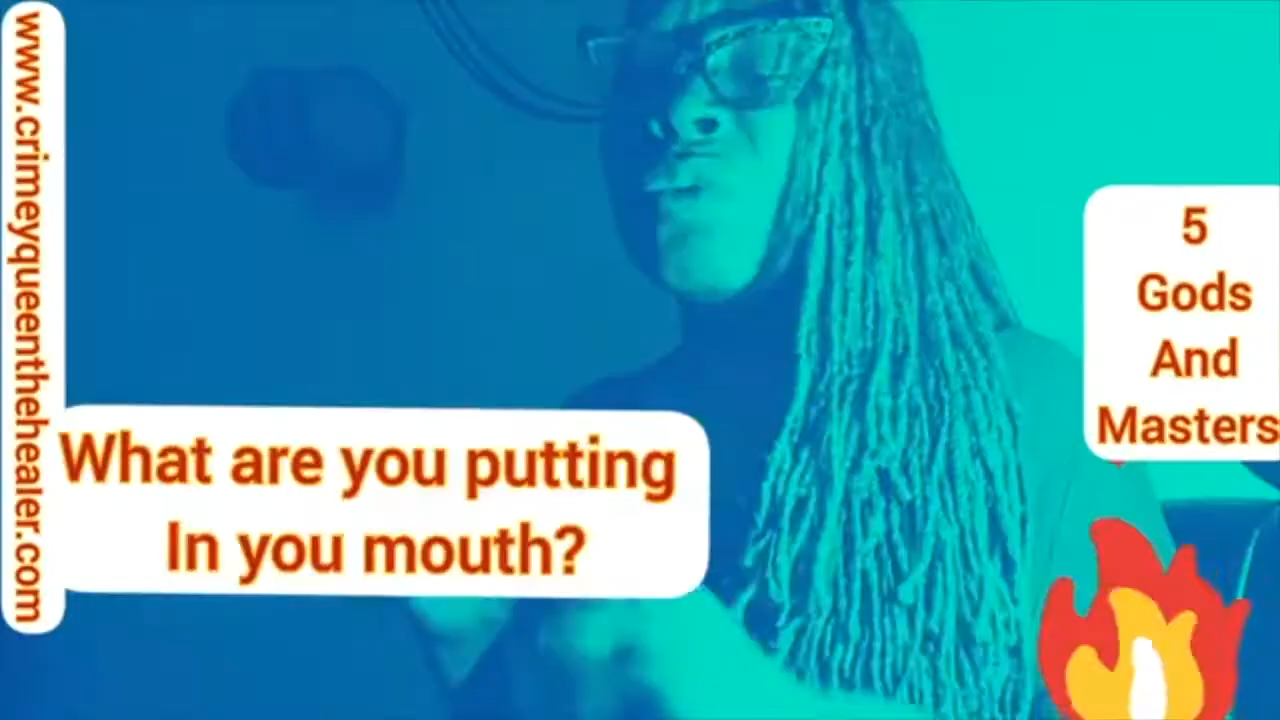 www.crimeyqueenthehealer.com
5
Gods
And
Masters
What are you putting
In you mouth?